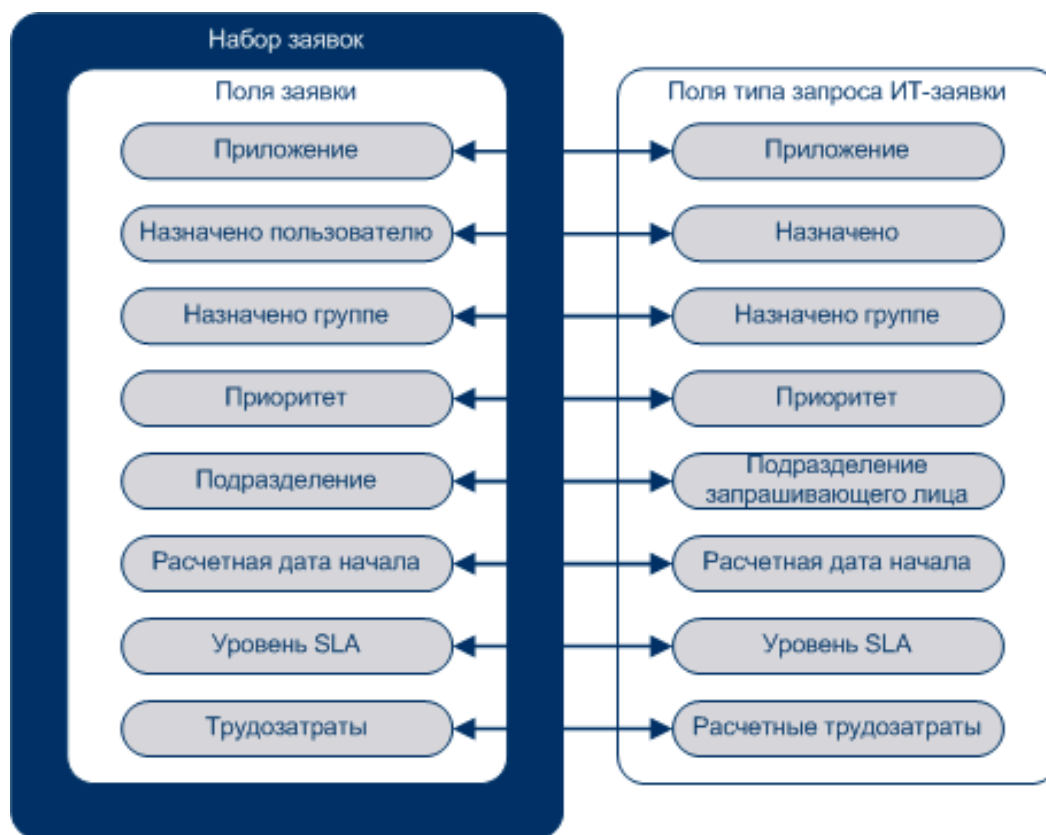 Набор заявок
Поля заявки
Поля типа запроса ИТ-заявки
Приложение
Приложение
Назначено пользователю
Назначено
Назначено группе
Назначено группе
Приоритет
Приоритет
Подразделение
Подразделение
запрашивающего лица
Расчетная дата начала
Расчетная дата начала
Уровень SLA
Уровень SLA
Трудозатраты
Расчетные трудозатраты